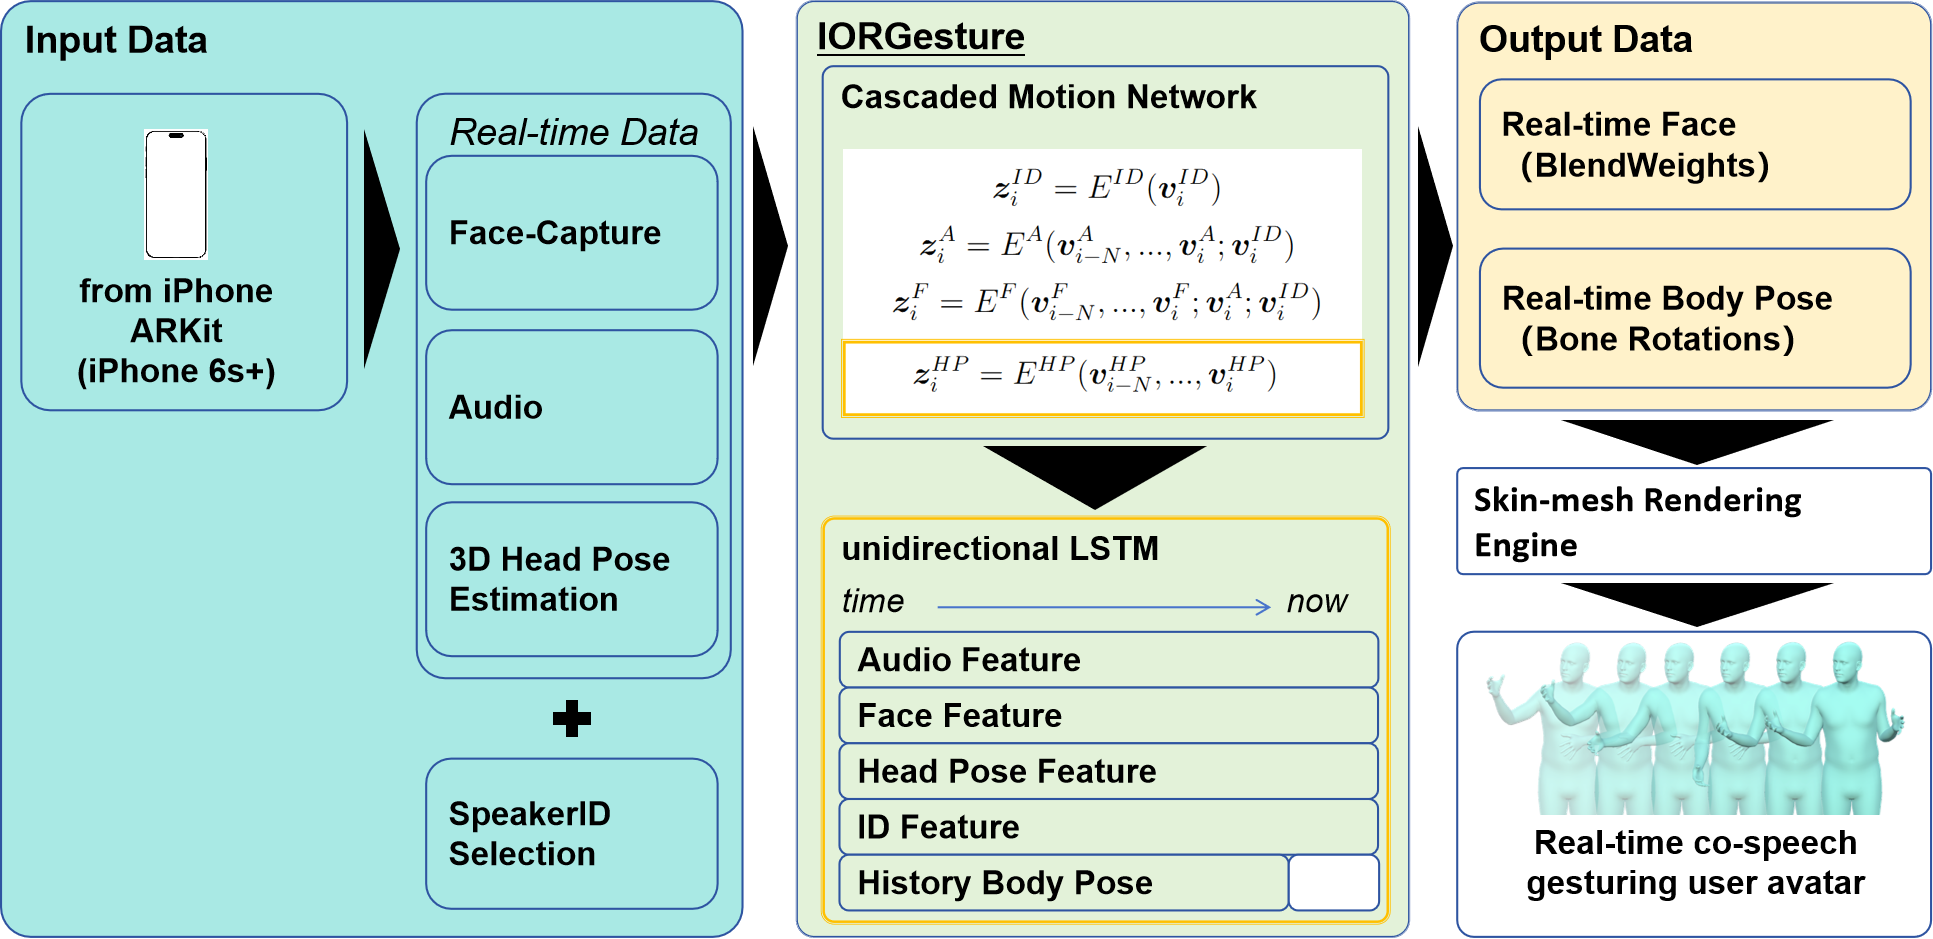 Input Data
from iPhone
ARKit
(iPhone 6s+)
Real-time Data
Face-Capture
Audio
3D Head Pose
Estimation
SpeakerID
Selection
IORGesture
Cascaded Motion Network
z_i^{ID} = E^{ID}(v_i^{ID})
z_i^A = E^A(v_{i-N}^A, ..., v_i^A; v_i^{ID})
z_i^F = E^F(v_{i-N}^F, ..., v_i^F; v_i^A; v_i^{ID})
z_i^{HP} = E^{HP}(v_{i-N}^{HP}, ..., v_i^{HP})
unidirectional LSTM
time now
Audio Feature
Face Feature
Head Pose Feature
ID Feature
History Body Pose
Output Data
Real-time Face
(BlendWeights)
Real-time Body Pose
(Bone Rotations)
Skin-mesh Rendering
Engine
Real-time co-speech
gesturing user avatar